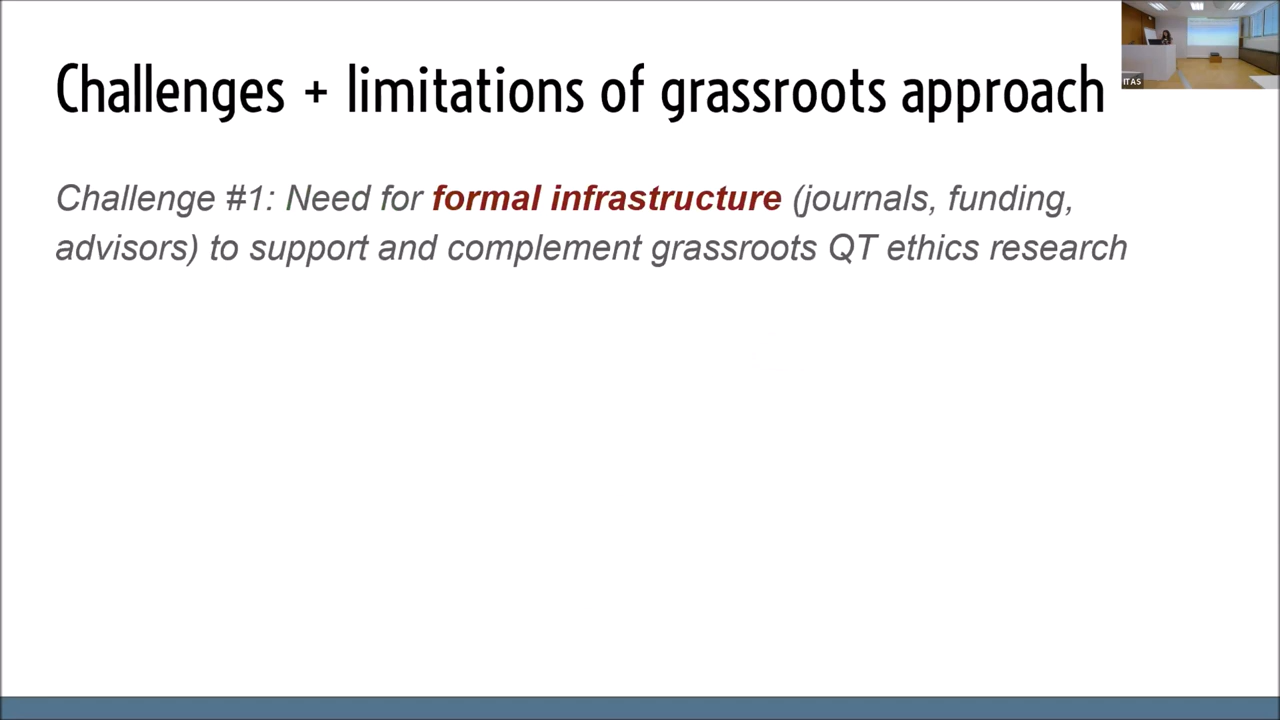 Challenges + limitations of grassroots approach
ITAS
Challenge #1: Need for formal infrastructure (journals, funding,
advisors) to support and complement grassroots QT ethics research